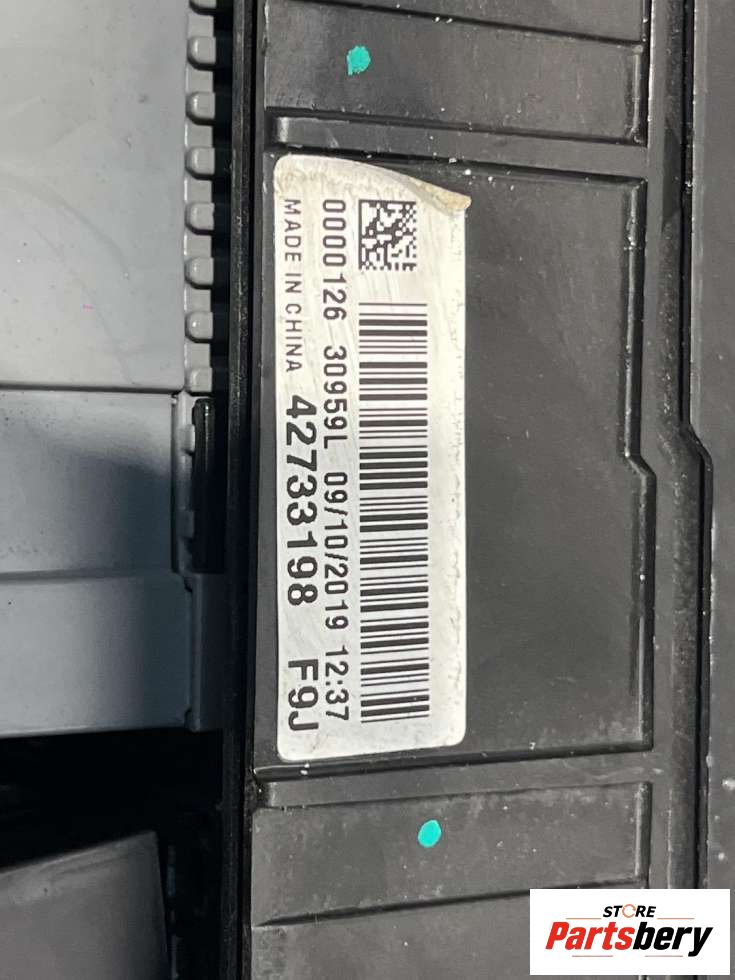 0000126 30959L 09/10/2019 12:37
MADE IN CHINA 42733198 F9J
STORE
Partsbery